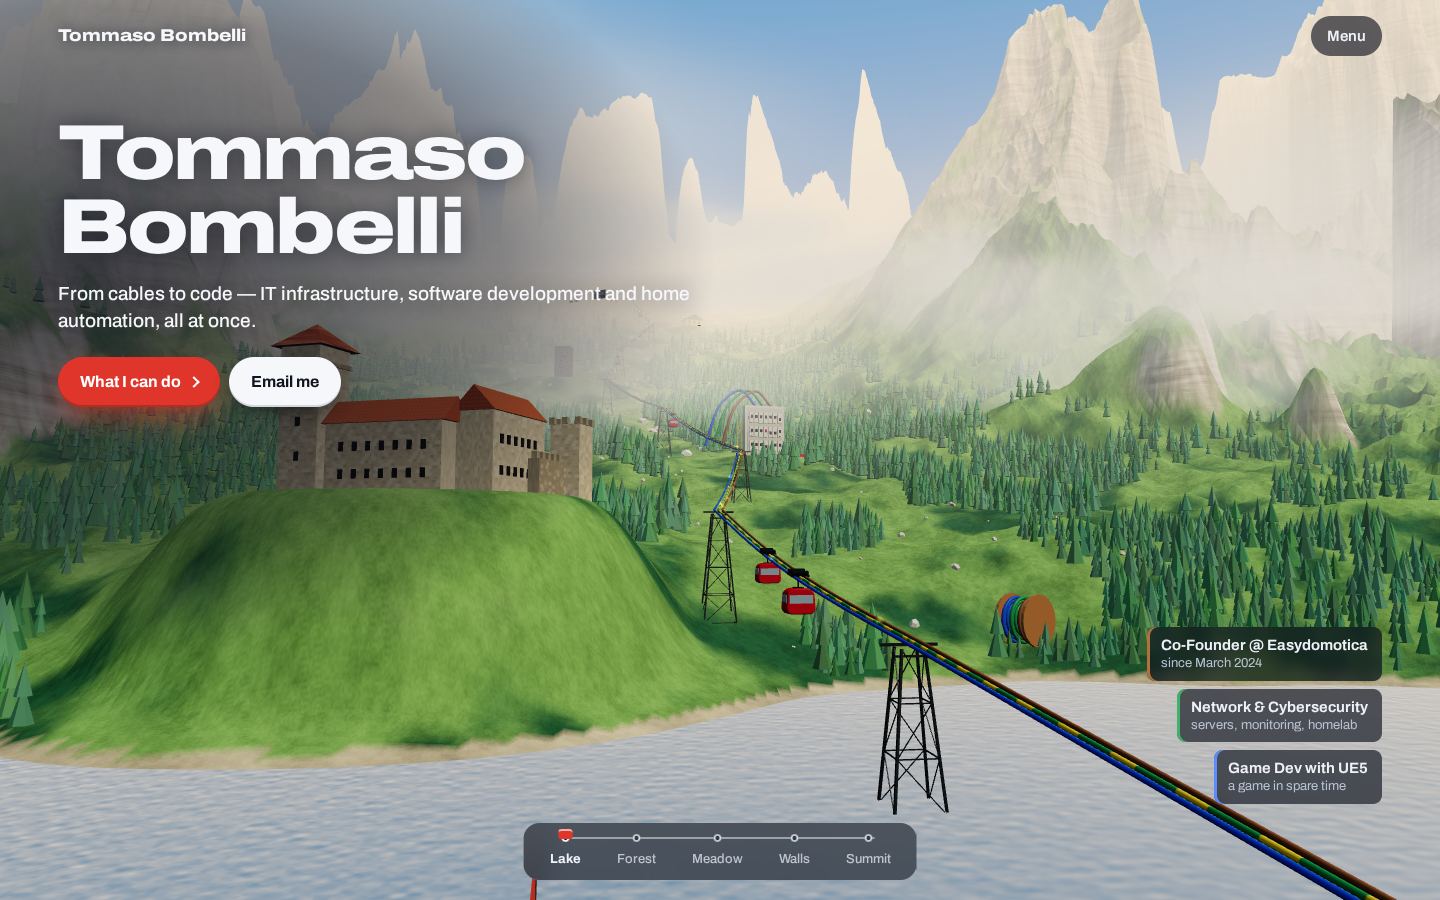 Tommaso Bombelli
Menu
Tommaso
Bombelli
From cables to code — IT infrastructure, software development and home
automation, all at once.
What I can do
Email me
Co-Founder @ Easydomotica
since March 2024
Network & Cybersecurity
servers, monitoring, homelab
Game Dev with UE5
a game in spare time
Lake
Forest
Meadow
Walls
Summit